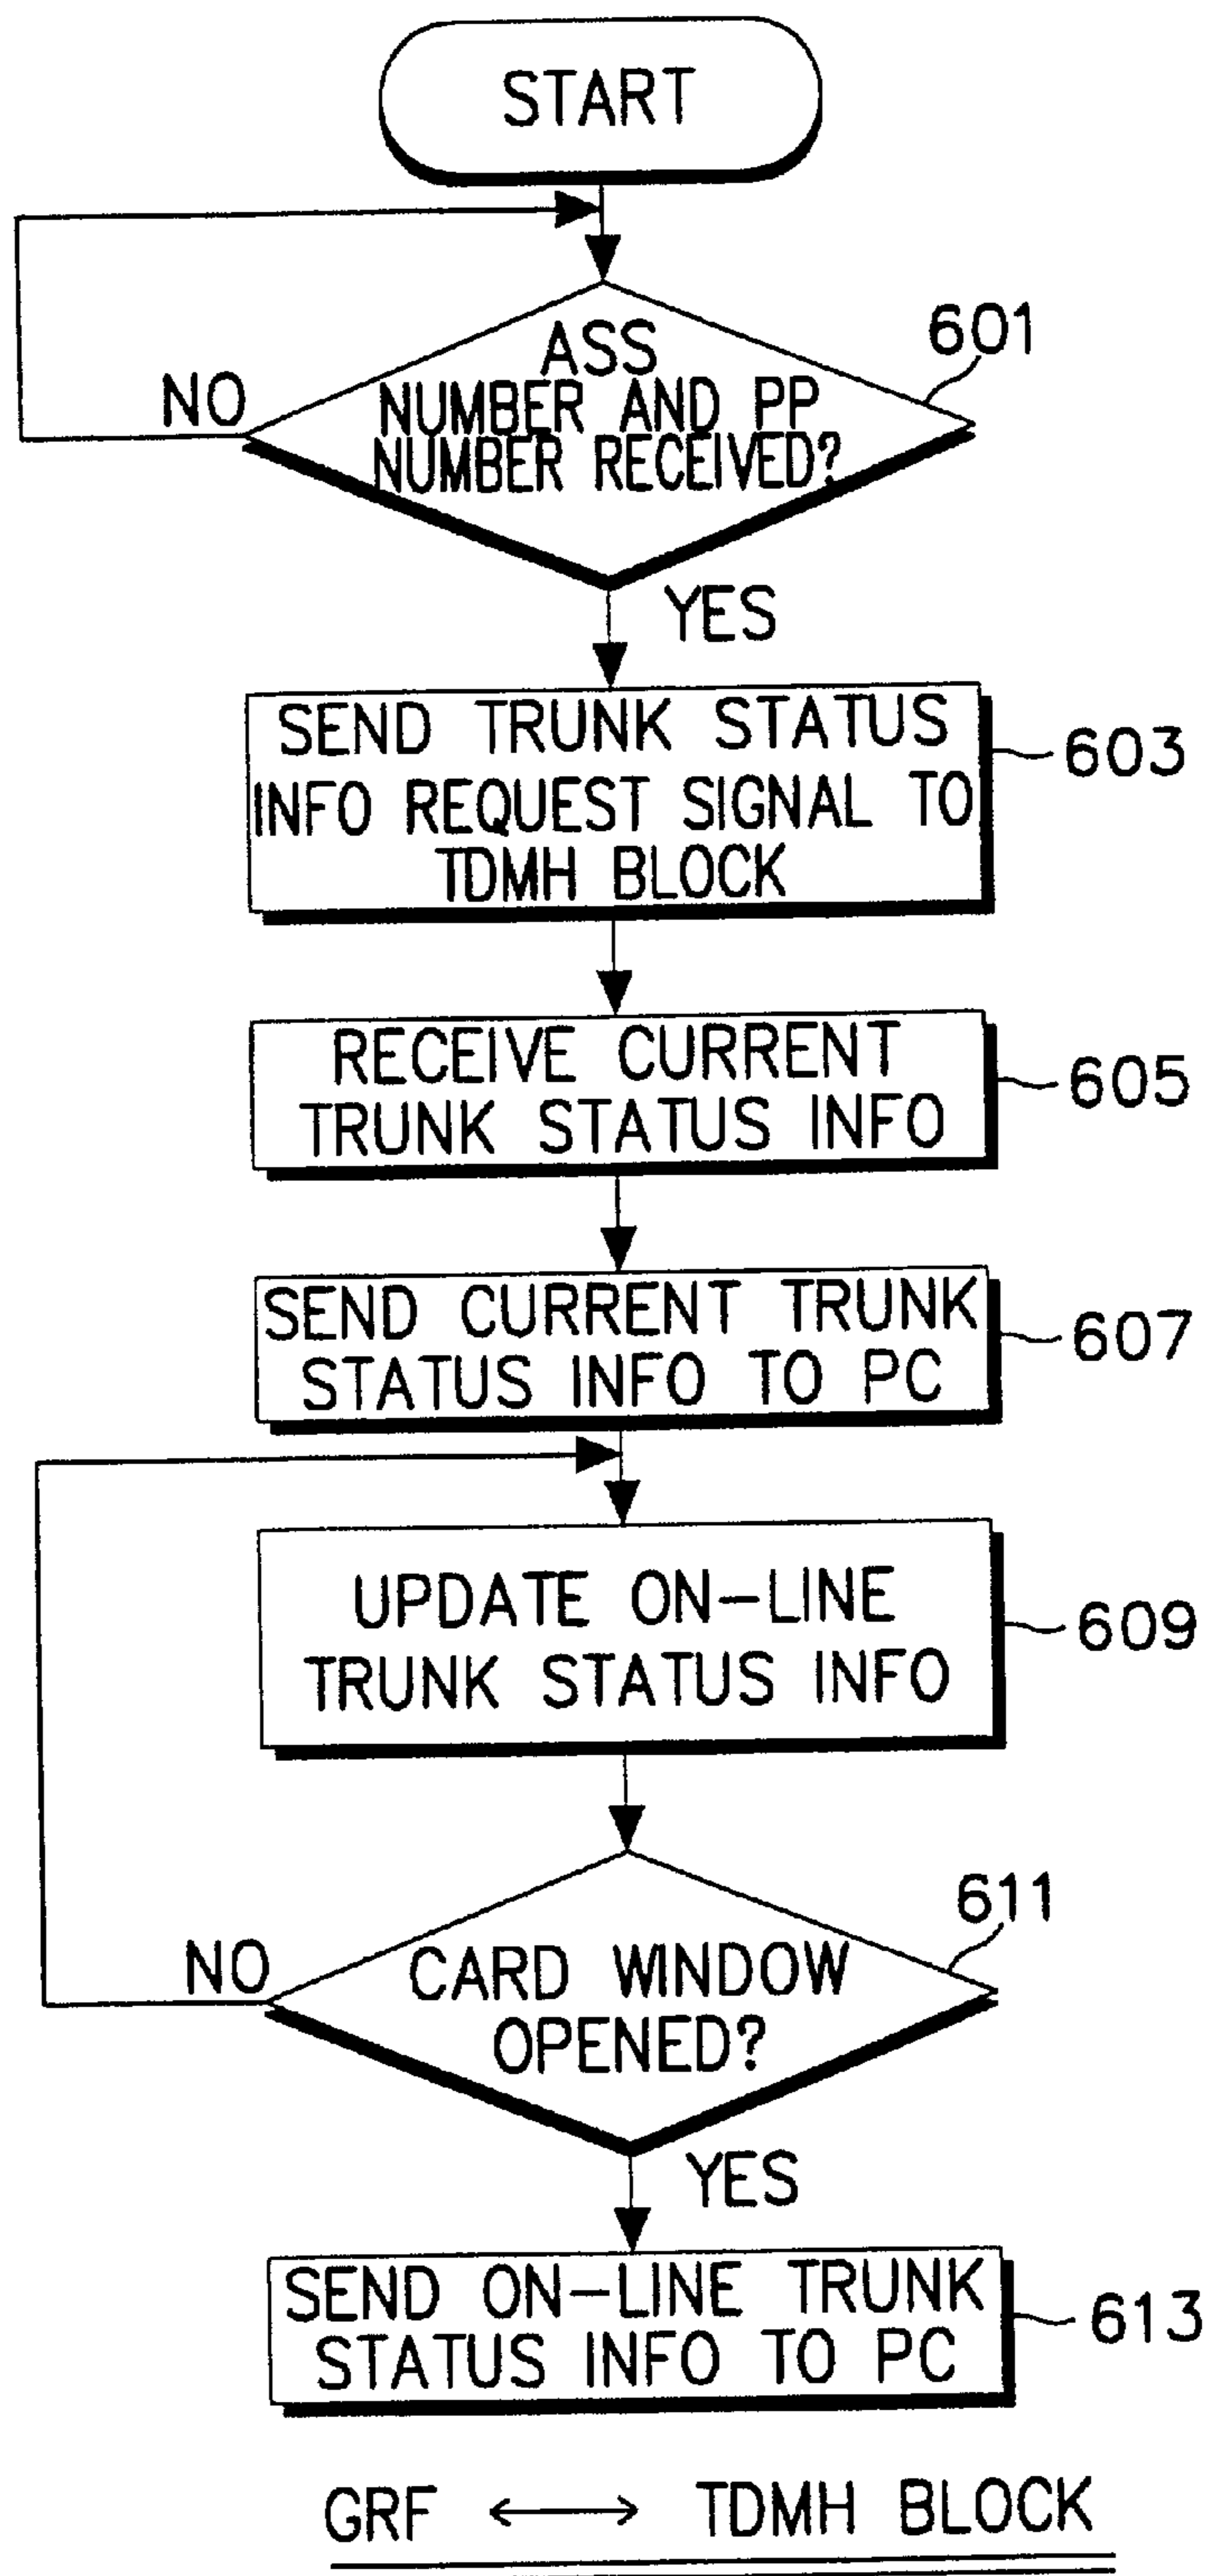 START
ASS
NUMBER AND PP
NUMBER RECEIVED?
601
NO
YES
SEND TRUNK STATUS
INFO REQUEST SIGNAL TO
TDMH BLOCK
603
RECEIVE CURRENT
TRUNK STATUS INFO
605
SEND CURRENT TRUNK
STATUS INFO TO PC
607
UPDATE ON-LINE
TRUNK STATUS INFO
609
CARD WINDOW
OPENED?
611
NO
YES
SEND ON-LINE TRUNK
STATUS INFO TO PC
613
GRF ↔ TDMH BLOCK